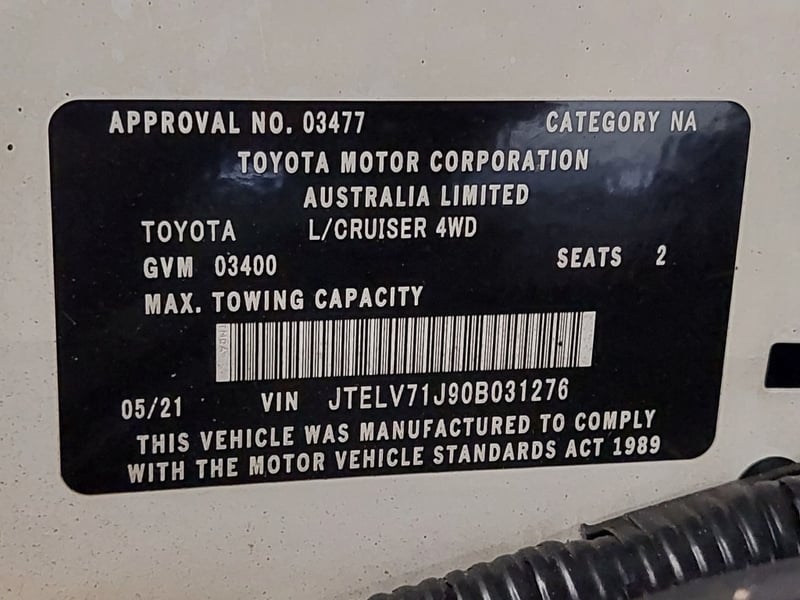 APPROVAL NO. 03477 CATEGORY NA
TOYOTA MOTOR CORPORATION
AUSTRALIA LIMITED
TOYOTA L/CRUISER 4WD
GVM 03400 SEATS 2
MAX. TOWING CAPACITY
05/21 VIN JTELV71J90B031276
THIS VEHICLE WAS MANUFACTURED TO COMPLY
WITH THE MOTOR VEHICLE STANDARDS ACT 1989